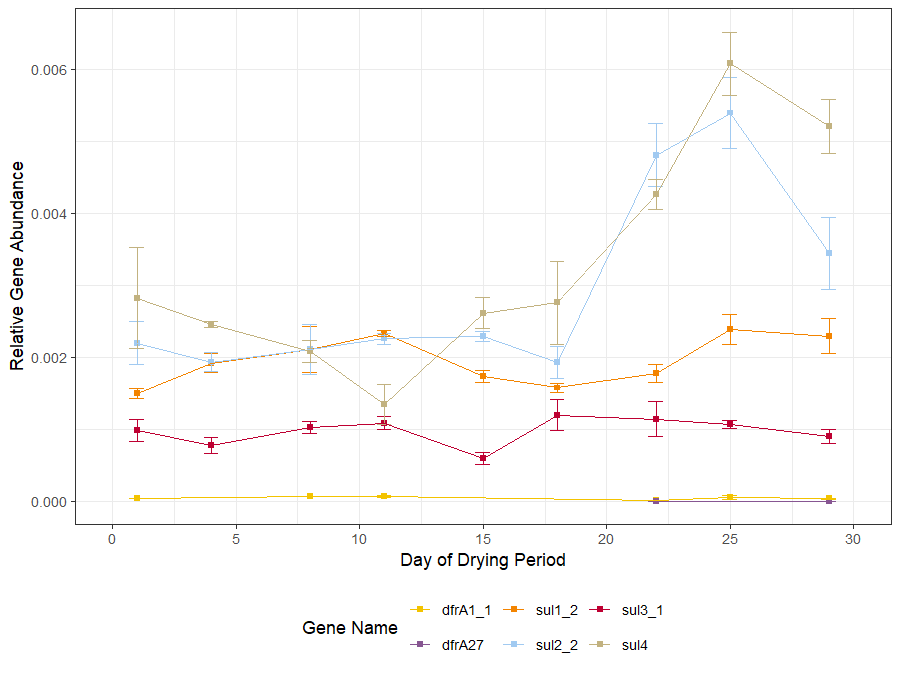 0.006
0.004
0.002
0.000
Relative Gene Abundance
0 5 10 15 20 25 30
Day of Drying Period
Gene Name
dfrA1_1 sul1_2 sul3_1
dfrA27 sul2_2 sul4